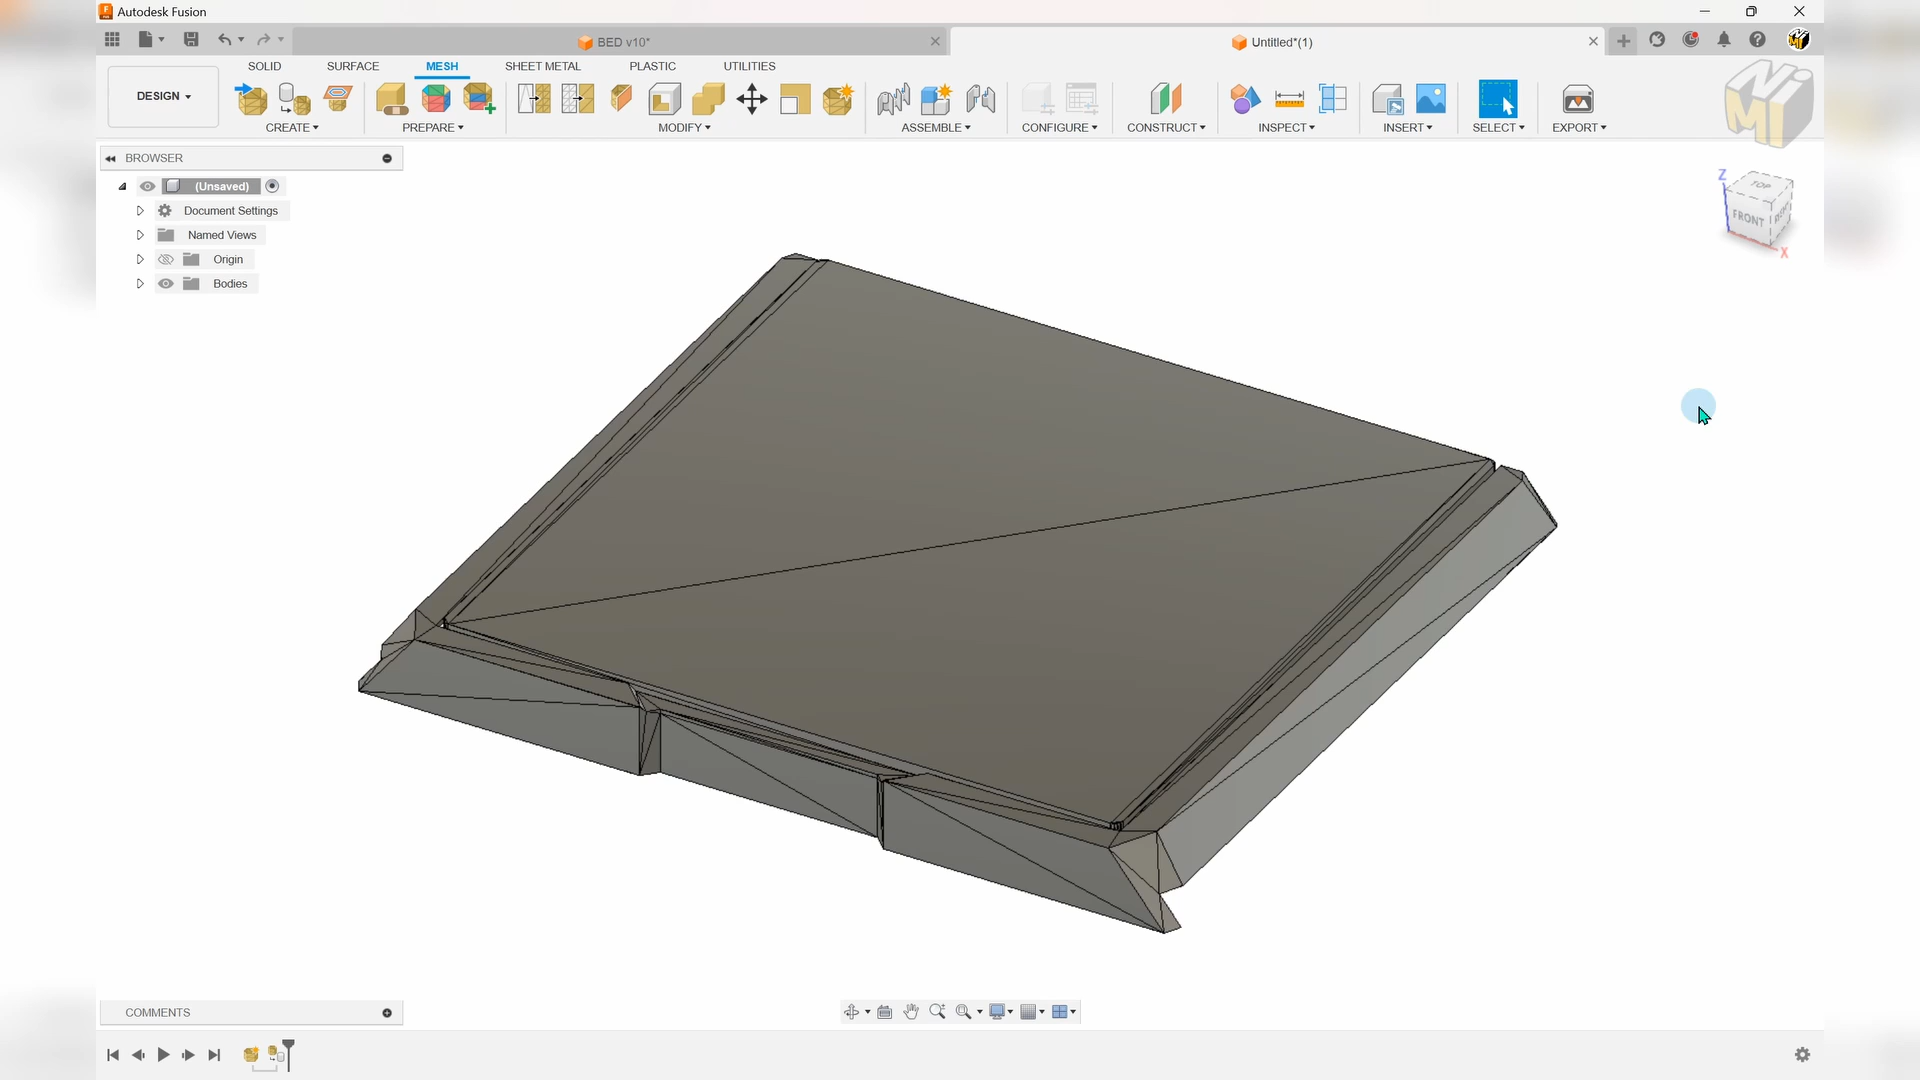 Autodesk Fusion
BED v10*
Untitled*(1)
SOLID SURFACE MESH SHEET METAL PLASTIC UTILITIES
DESIGN
CREATE PREPARE MODIFY ASSEMBLE CONFIGURE CONSTRUCT INSPECT INSERT SELECT EXPORT
BROWSER
(Unsaved)
Document Settings
Named Views
Origin
Bodies
Z
TOP
FRONT
X
COMMENTS